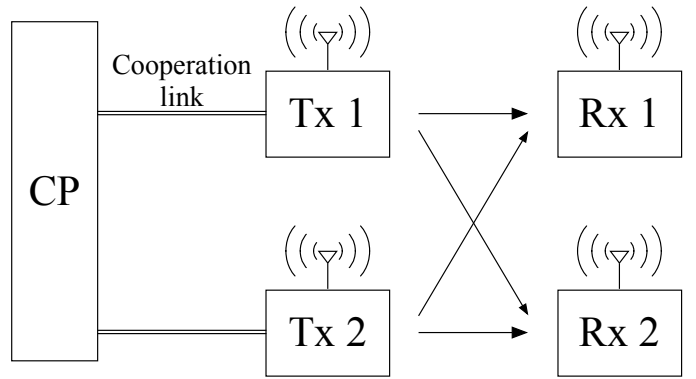 Cooperation
link
CP
Tx 1
Rx 1
Tx 2
Rx 2